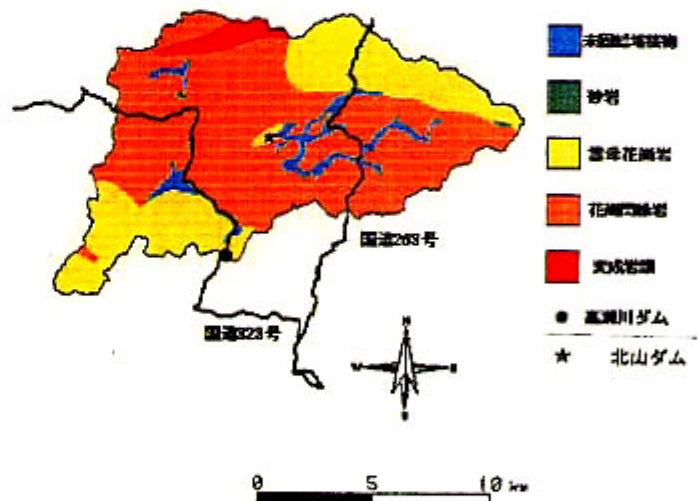 未固結堆積物
砂岩
雲母花崗岩
花崗閃緑岩
変成岩類
嘉瀬川ダム
北山ダム
国道263号
国道323号
N
W E
S
0 5 10 km